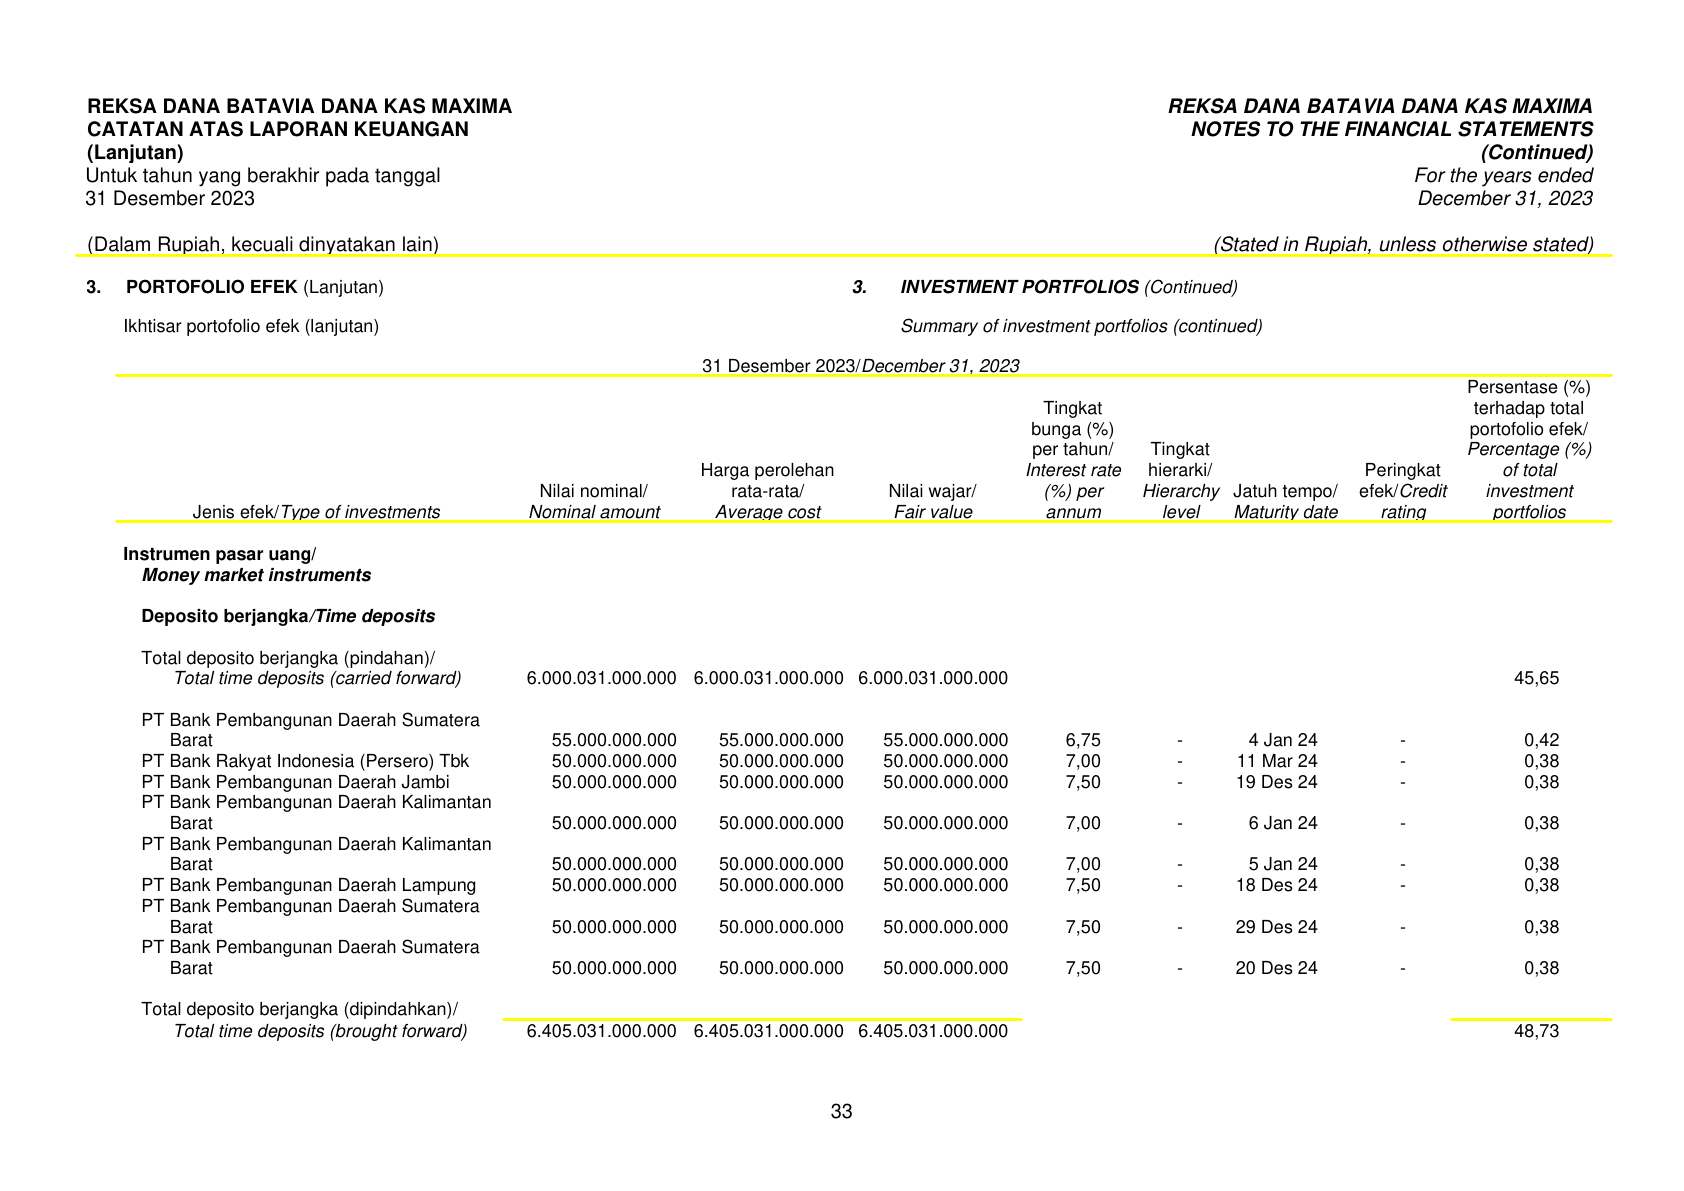 REKSA DANA BATAVIA DANA KAS MAXIMA
CATATAN ATAS LAPORAN KEUANGAN
(Lanjutan)
Untuk tahun yang berakhir pada tanggal
31 Desember 2023
(Dalam Rupiah, kecuali dinyatakan lain)
REKSA DANA BATAVIA DANA KAS MAXIMA
NOTES TO THE FINANCIAL STATEMENTS
(Continued)
For the years ended
December 31, 2023
(Stated in Rupiah, unless otherwise stated)
3. PORTOFOLIO EFEK (Lanjutan)
3. INVESTMENT PORTFOLIOS (Continued)
Ikhtisar portofolio efek (lanjutan)
Summary of investment portfolios (continued)
31 Desember 2023/December 31, 2023
Jenis efek/Type of investments
Nilai nominal/
Nominal amount
Harga perolehan
rata-rata/
Average cost
Nilai wajar/
Fair value
Tingkat
bunga (%)
per tahun/
Interest rate
(%) per
annum
Tingkat
hierarki/
Hierarchy
level
Jatuh tempo/
Maturity date
Peringkat
efek/Credit
rating
Persentase (%)
terhadap total
portofolio efek/
Percentage (%)
of total
investment
portfolios
Instrumen pasar uang/
Money market instruments
Deposito berjangka/Time deposits
Total deposito berjangka (pindahan)/
Total time deposits (carried forward) 6.000.031.000.000 6.000.031.000.000 6.000.031.000.000 45,65
PT Bank Pembangunan Daerah Sumatera
Barat 55.000.000.000 55.000.000.000 55.000.000.000 6,75 - 4 Jan 24 - 0,42
PT Bank Rakyat Indonesia (Persero) Tbk 50.000.000.000 50.000.000.000 50.000.000.000 7,00 - 11 Mar 24 - 0,38
PT Bank Pembangunan Daerah Jambi 50.000.000.000 50.000.000.000 50.000.000.000 7,50 - 19 Des 24 - 0,38
PT Bank Pembangunan Daerah Kalimantan
Barat 50.000.000.000 50.000.000.000 50.000.000.000 7,00 - 6 Jan 24 - 0,38
PT Bank Pembangunan Daerah Kalimantan
Barat 50.000.000.000 50.000.000.000 50.000.000.000 7,00 - 5 Jan 24 - 0,38
PT Bank Pembangunan Daerah Lampung 50.000.000.000 50.000.000.000 50.000.000.000 7,50 - 18 Des 24 - 0,38
PT Bank Pembangunan Daerah Sumatera
Barat 50.000.000.000 50.000.000.000 50.000.000.000 7,50 - 29 Des 24 - 0,38
PT Bank Pembangunan Daerah Sumatera
Barat 50.000.000.000 50.000.000.000 50.000.000.000 7,50 - 20 Des 24 - 0,38
Total deposito berjangka (dipindahkan)/
Total time deposits (brought forward) 6.405.031.000.000 6.405.031.000.000 6.405.031.000.000 48,73
33